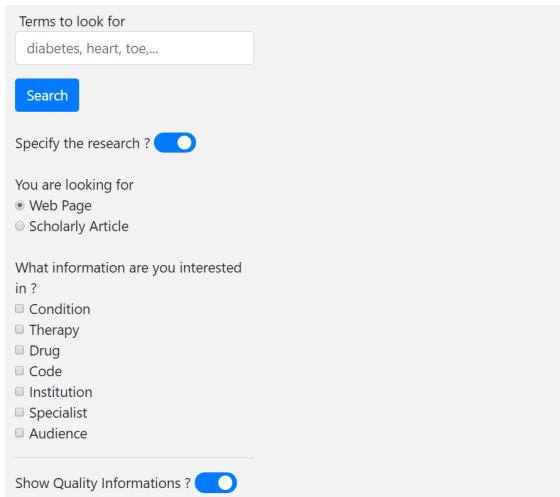 Terms to look for
diabetes, heart, toe,...
Search
Specify the research ?
You are looking for
Web Page
Scholarly Article
What information are you interested
in ?
Condition
Therapy
Drug
Code
Institution
Specialist
Audience
Show Quality Informations ?